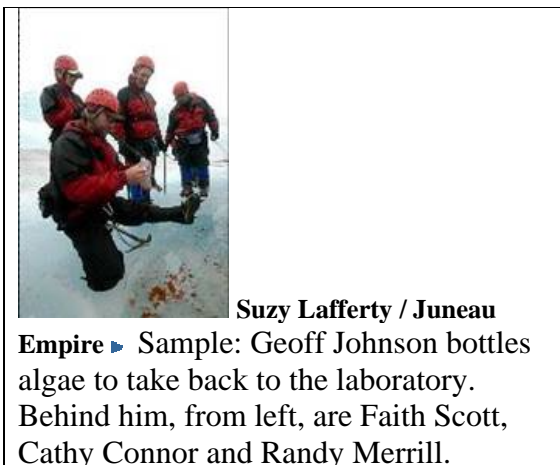 Suzy Lafferty / Juneau
Empire Sample: Geoff Johnson bottles
algae to take back to the laboratory.
Behind him, from left, are Faith Scott,
Cathy Connor and Randy Merrill.